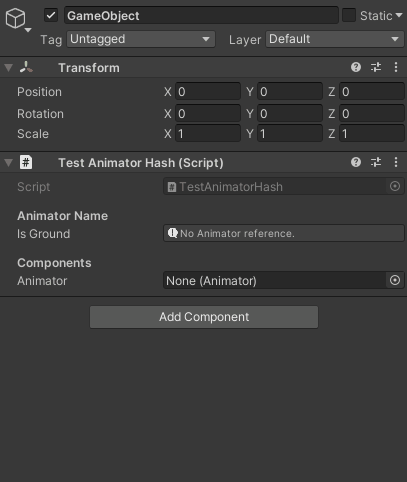 GameObject Static
Tag Untagged Layer Default
Transform
Position X 0 Y 0 Z 0
Rotation X 0 Y 0 Z 0
Scale X 1 Y 1 Z 1
# Test Animator Hash (Script)
Script # TestAnimatorHash
Animator Name
Is Ground No Animator reference.
Components
Animator None (Animator)
Add Component